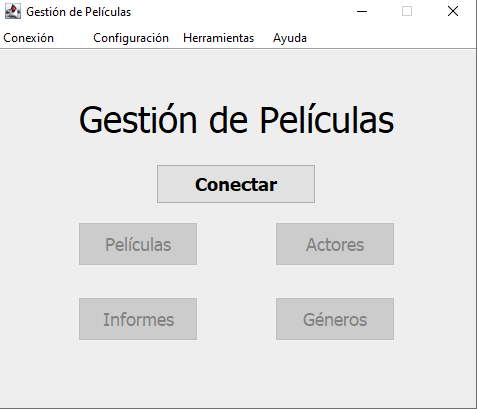 Gestión de Películas
Conexión Configuración Herramientas Ayuda
Gestión de Películas
Conectar
Películas Actores
Informes Géneros